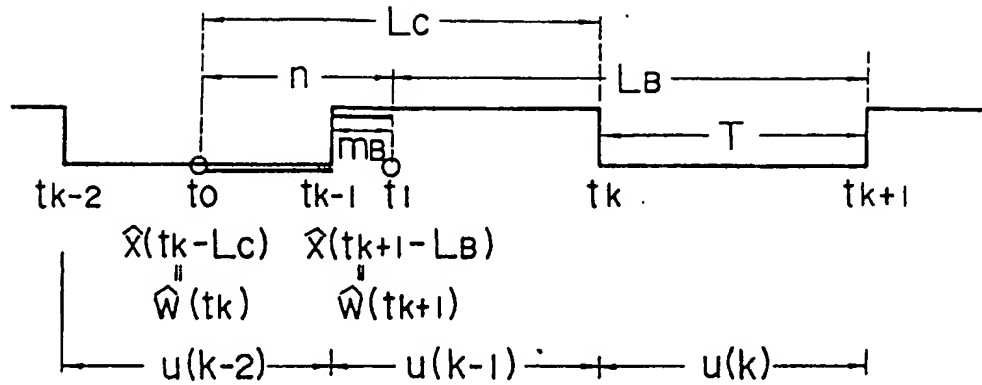 Lc
n
LB
T
mB
tk-2
to
tk-1
t1
tk
tk+1
x̂(tk-Lc)
x̂(tk+1-LB)
=
=
ŵ(tk)
ŵ(tk+1)
u(k-2)
u(k-1)
u(k)